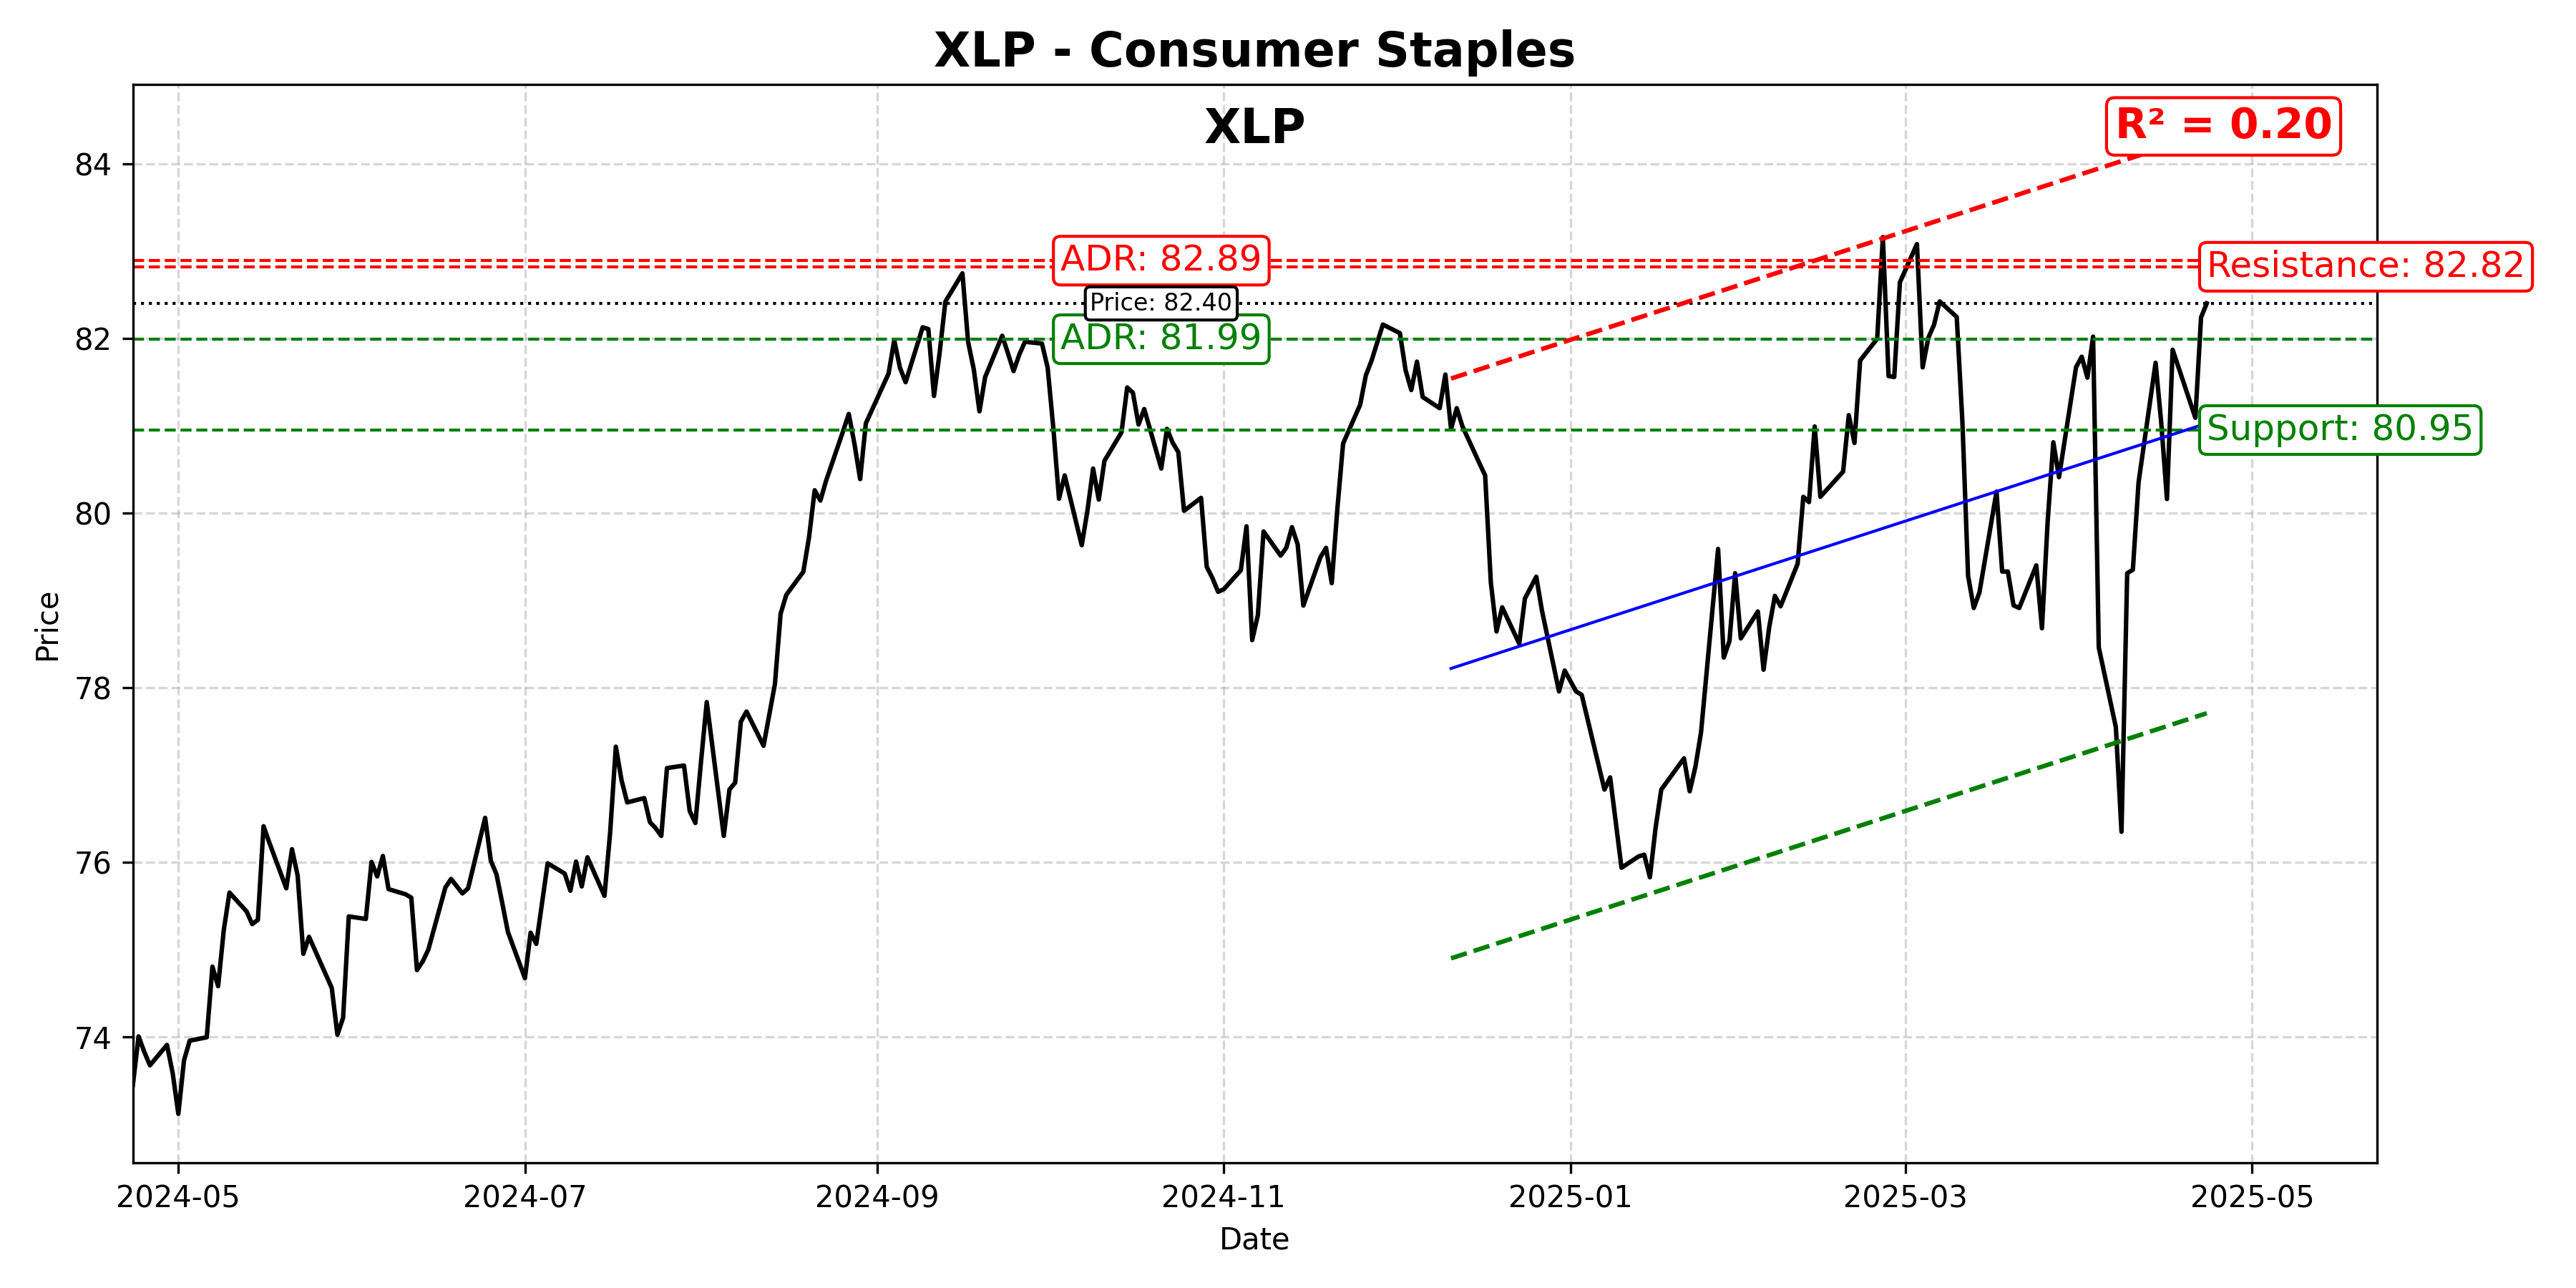 XLP - Consumer Staples
XLP
R² = 0.20
ADR: 82.89
Resistance: 82.82
Price: 82.40
ADR: 81.99
Support: 80.95
Price
84
82
80
78
76
74
2024-05
2024-07
2024-09
2024-11
2025-01
2025-03
2025-05
Date